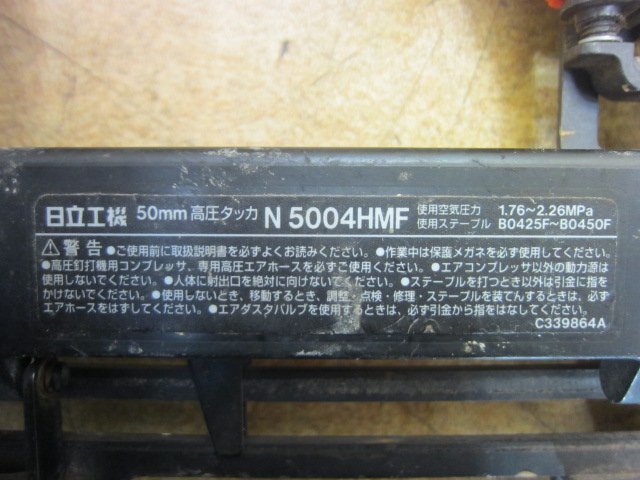 日立工機 50mm 高圧タッカ N 5004HMF 使用空気圧力 1.76~2.26MPa
使用ステープル B0425F~B0450F
⚠警告 ●ご使用前に取扱説明書を必ずよくお読みください。 ●作業中は保護メガネを必ず使用してください。
●高圧釘打機用コンプレッサ、専用高圧エアホースを必ずご使用ください。 ●エアコンプレッサ以外の動力源は
使用しないでください。 ●人体に射出口を絶対に向けないでください。 ●ステープルを打つとき以外は引金に指を
かけないでください。 ●使用しないとき、移動するとき、調整・点検・修理・ステープルを装てんするときは、必ず
エアホースをはずしてください。 ●エアダスタバルブを使用するときは、必ず引金から指をはなしてください。
C339864A